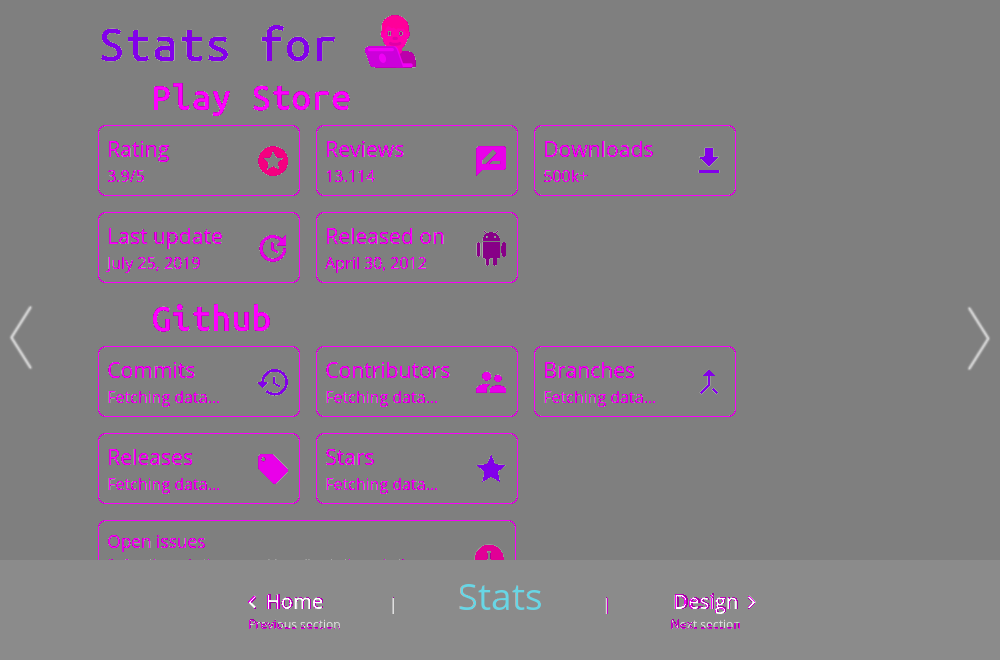 Stats for
Play Store
Rating
3.9/5
Reviews
13.114
Downloads
500k+
Last update
July 25, 2019
Released on
April 30, 2012
Github
Commits
Fetching data...
Contributors
Fetching data...
Branches
Fetching data...
Releases
Fetching data...
Stars
Fetching data...
Open issues
Home
Previous section
Stats
Design
Next section